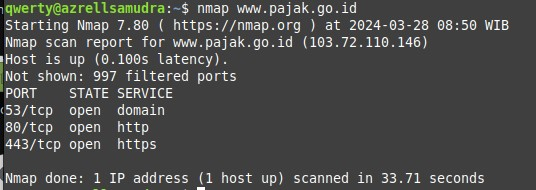 qwerty@azrellsamudra:~$ nmap www.pajak.go.id
Starting Nmap 7.80 ( https://nmap.org ) at 2024-03-28 08:50 WIB
Nmap scan report for www.pajak.go.id (103.72.110.146)
Host is up (0.100s latency).
Not shown: 997 filtered ports
PORT    STATE SERVICE
53/tcp  open  domain
80/tcp  open  http
443/tcp open  https

Nmap done: 1 IP address (1 host up) scanned in 33.71 seconds